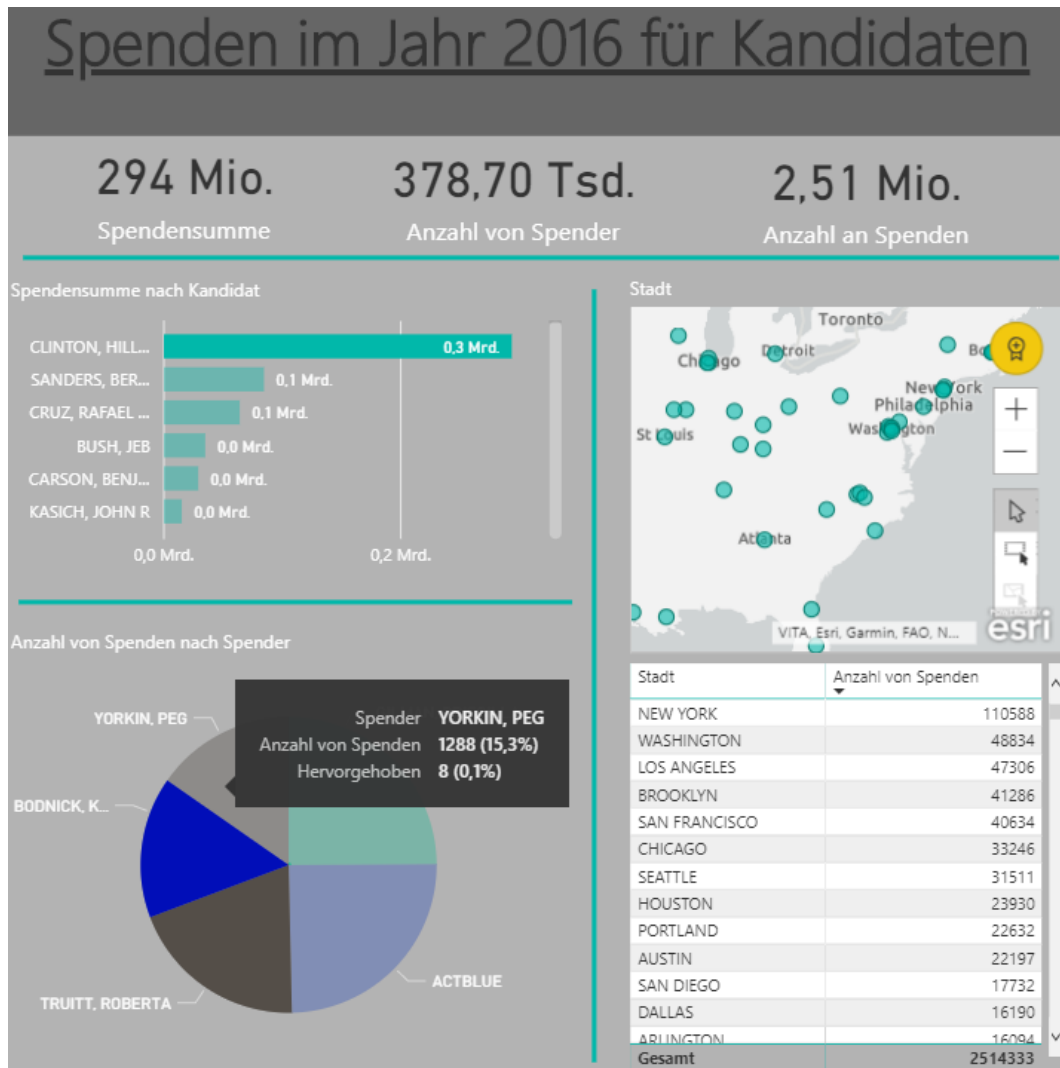 Spenden im Jahr 2016 für Kandidaten
294 Mio.
Spendensumme
378,70 Tsd.
Anzahl von Spender
2,51 Mio.
Anzahl an Spenden
Spendensumme nach Kandidat
CLINTON, HILL...
0,3 Mrd.
SANDERS, BER...
0,1 Mrd.
CRUZ, RAFAEL ...
0,1 Mrd.
BUSH, JEB
0,0 Mrd.
CARSON, BENJ...
0,0 Mrd.
KASICH, JOHN R
0,0 Mrd.
0,0 Mrd.
0,2 Mrd.
Anzahl von Spenden nach Spender
YORKIN, PEG
BODNICK, K...
TRUITT, ROBERTA
ACTBLUE
Spender YORKIN, PEG
Anzahl von Spenden 1288 (15,3%)
Hervorgehoben 8 (0,1%)
Stadt
Toronto
Chicago
Detroit
New York
Philadelphia
St Louis
Washington
Atlanta
VITA, Esri, Garmin, FAO, N...
esri
Stadt Anzahl von Spenden
NEW YORK 110588
WASHINGTON 48834
LOS ANGELES 47306
BROOKLYN 41286
SAN FRANCISCO 40634
CHICAGO 33246
SEATTLE 31511
HOUSTON 23930
PORTLAND 22632
AUSTIN 22197
SAN DIEGO 17732
DALLAS 16190
ARLINGTON 16094
Gesamt 2514333